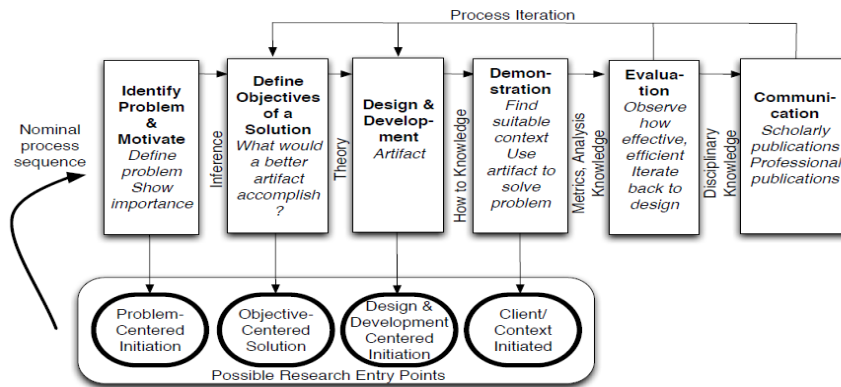 Process Iteration
Nominal
process
sequence
Identify
Problem
& Motivate
Define
problem
Show
importance
Inference
Define
Objectives
of a
Solution
What would
a better
artifact
accomplish
?
Theory
Design &
Develop-
ment
Artifact
How to Knowledge
Demon-
stration
Find
suitable
context
Use
artifact to
solve
problem
Metrics, Analysis
Knowledge
Evalua-
tion
Observe
how
effective,
efficient
Iterate
back to
design
Disciplinary
Knowledge
Communi-
cation
Scholarly
publications
Professional
publications
Problem-
Centered
Initiation
Objective-
Centered
Solution
Design &
Development
Centered
Initiation
Client/
Context
Initiated
Possible Research Entry Points